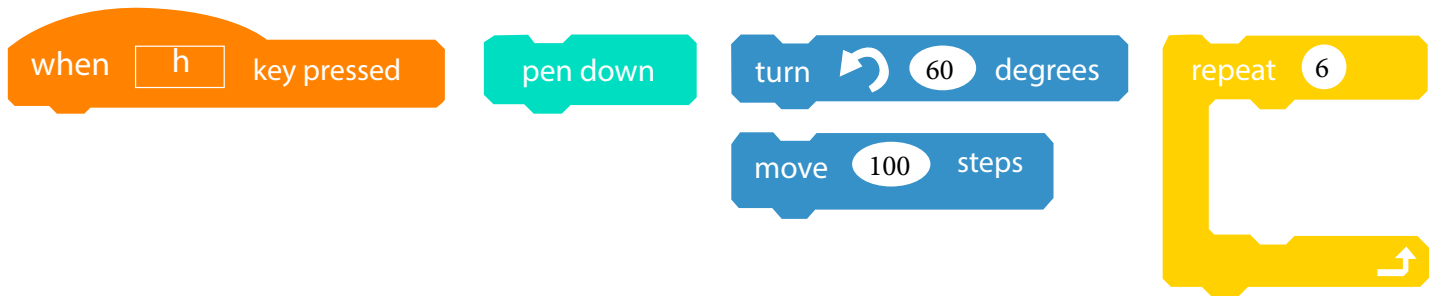 when h key pressed
pen down
turn 60 degrees
move 100 steps
repeat 6